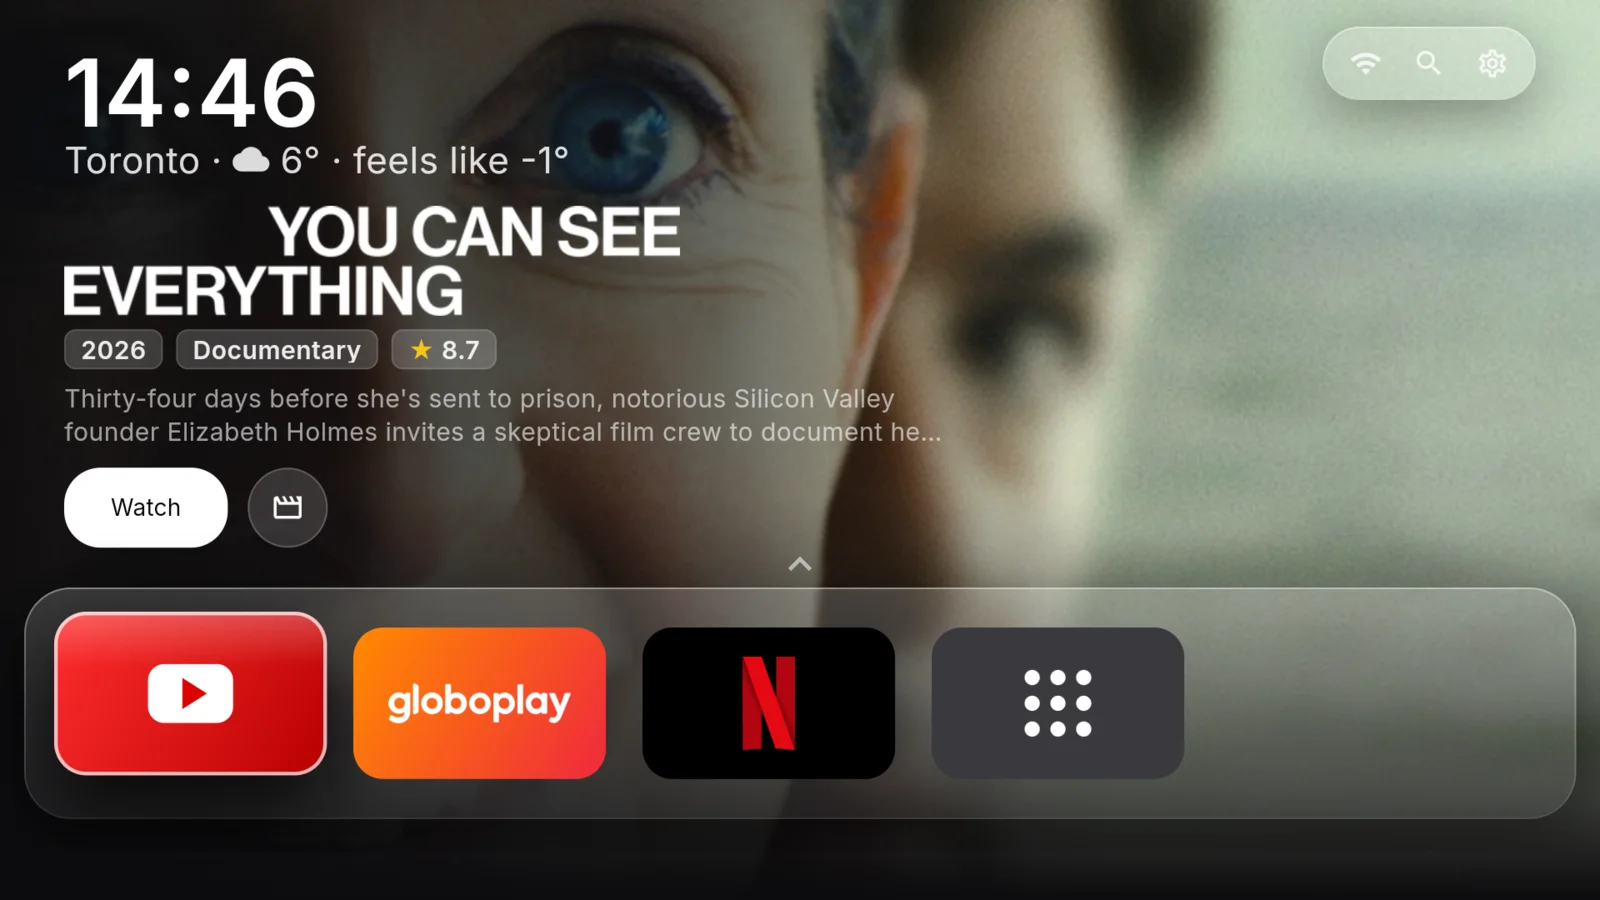 14:46
Toronto · 6° · feels like -1°
YOU CAN SEE
EVERYTHING
2026 Documentary ★ 8.7
Thirty-four days before she's sent to prison, notorious Silicon Valley
founder Elizabeth Holmes invites a skeptical film crew to document he...
Watch
globoplay
N